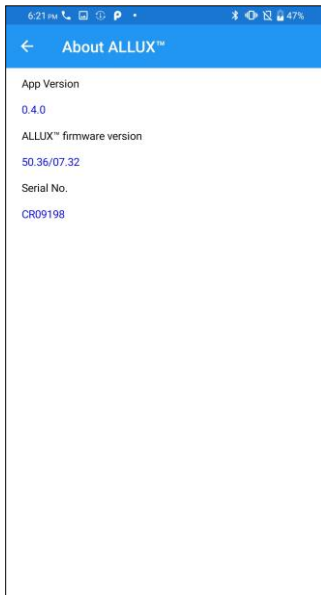 6:21 PM 47%
About ALLUX™
App Version
0.4.0
ALLUX™ firmware version
50.36/07.32
Serial No.
CR09198